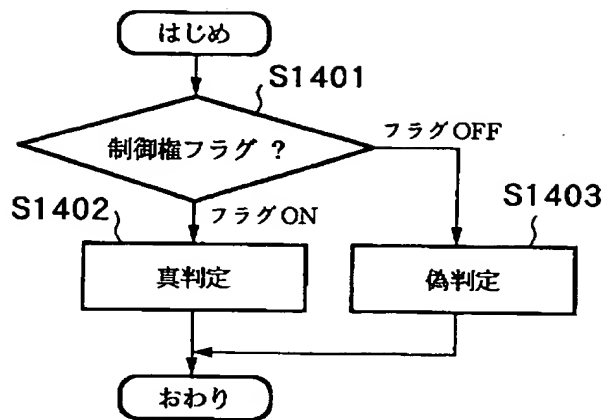 はじめ
S1401
制御権フラグ ?
フラグOFF
S1402
フラグON
S1403
真判定
偽判定
おわり